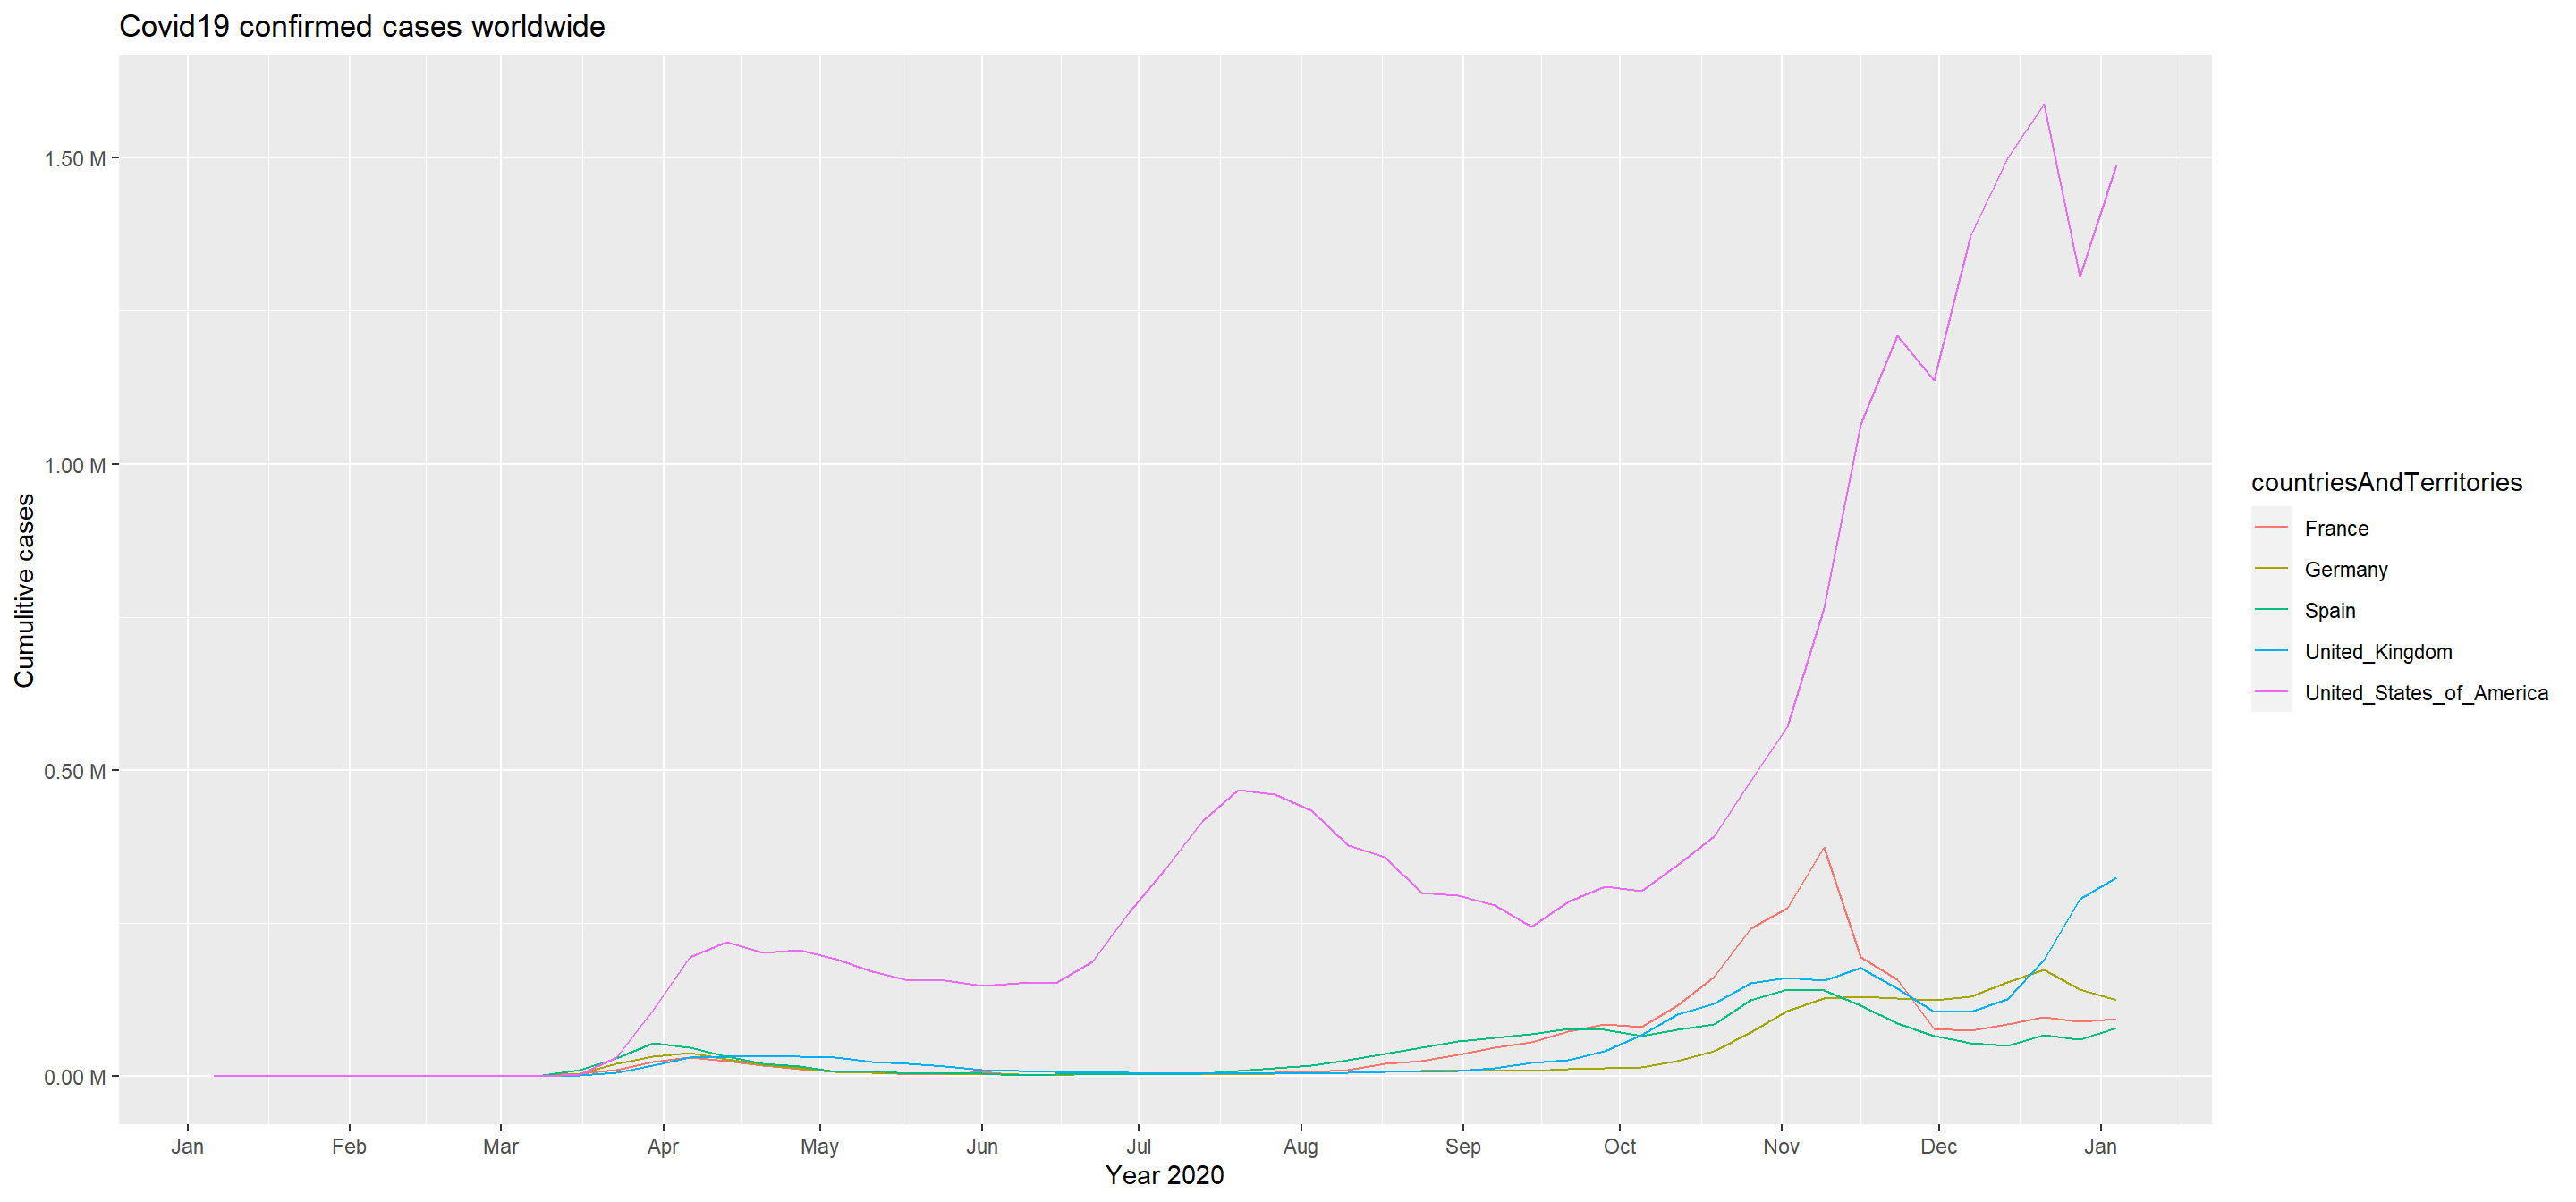 Covid19 confirmed cases worldwide
Cumulitive cases
1.50 M
1.00 M
0.50 M
0.00 M
Jan Feb Mar Apr May Jun Jul Aug Sep Oct Nov Dec Jan
Year 2020
countriesAndTerritories
France
Germany
Spain
United_Kingdom
United_States_of_America